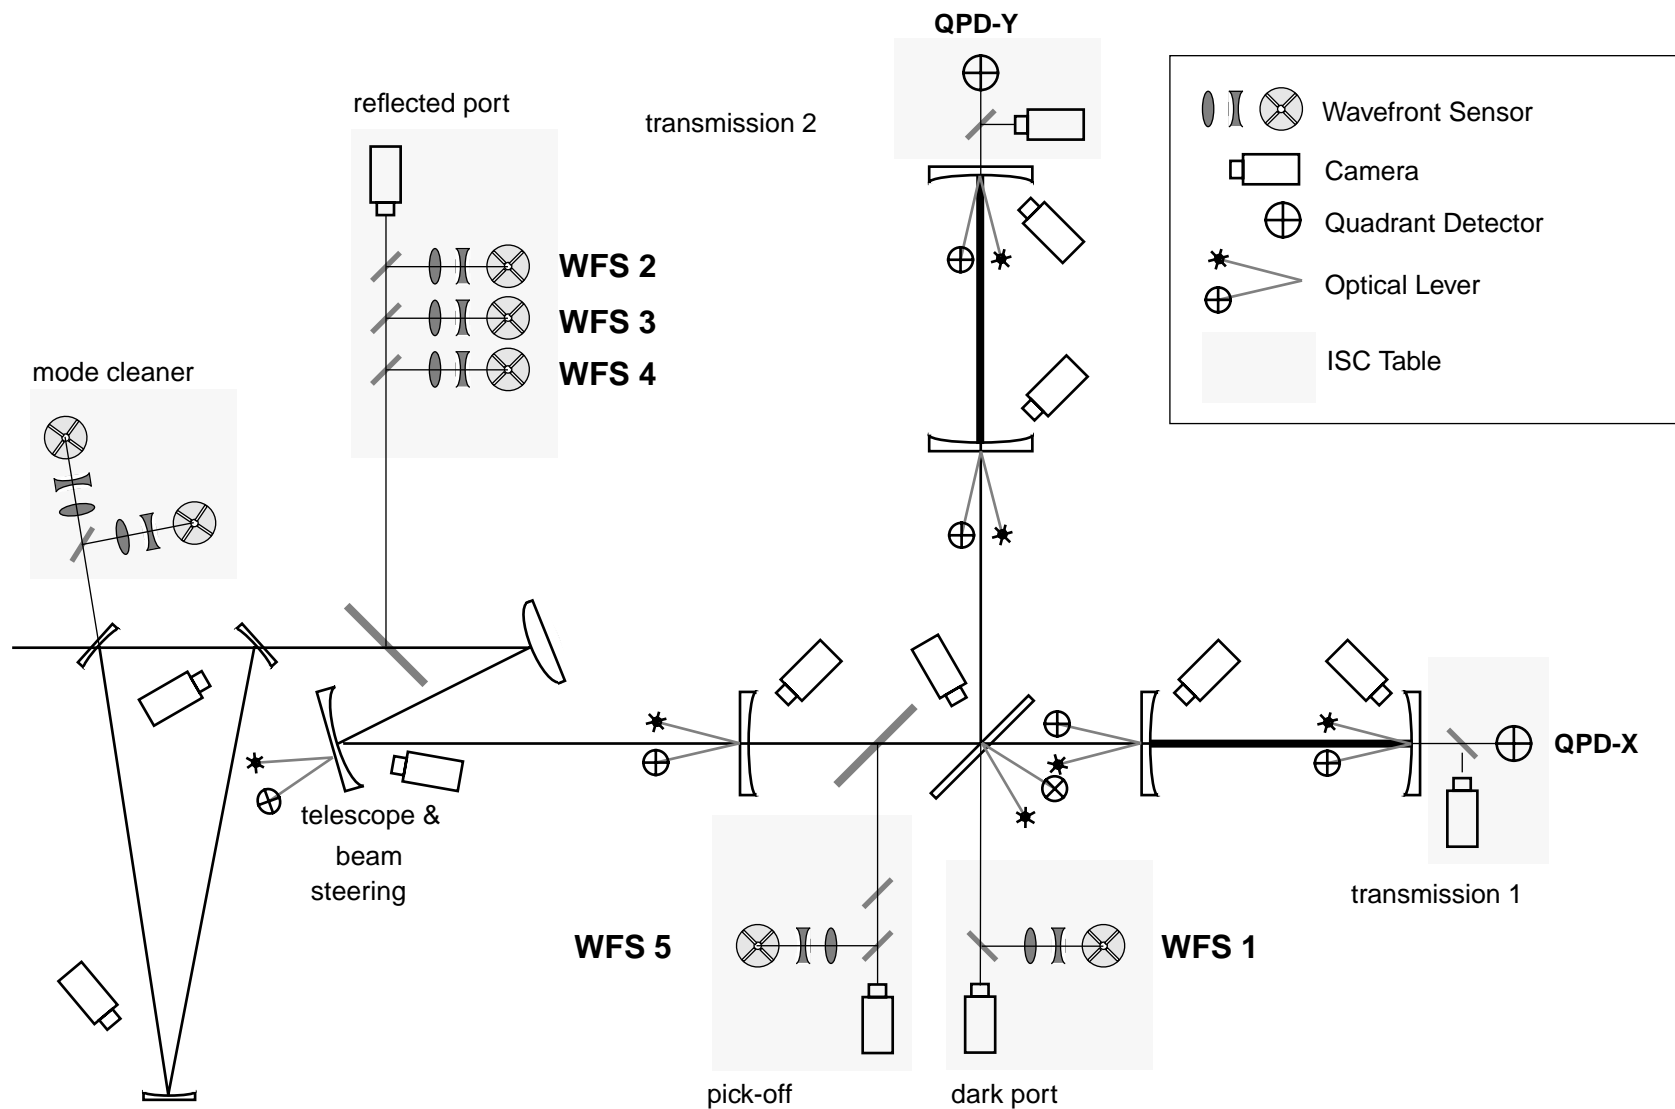 QPD-Y
reflected port
transmission 2
Wavefront Sensor
Camera
Quadrant Detector
Optical Lever
ISC Table
WFS 2
WFS 3
WFS 4
mode cleaner
QPD-X
telescope &
beam
steering
transmission 1
WFS 5
WFS 1
pick-off
dark port